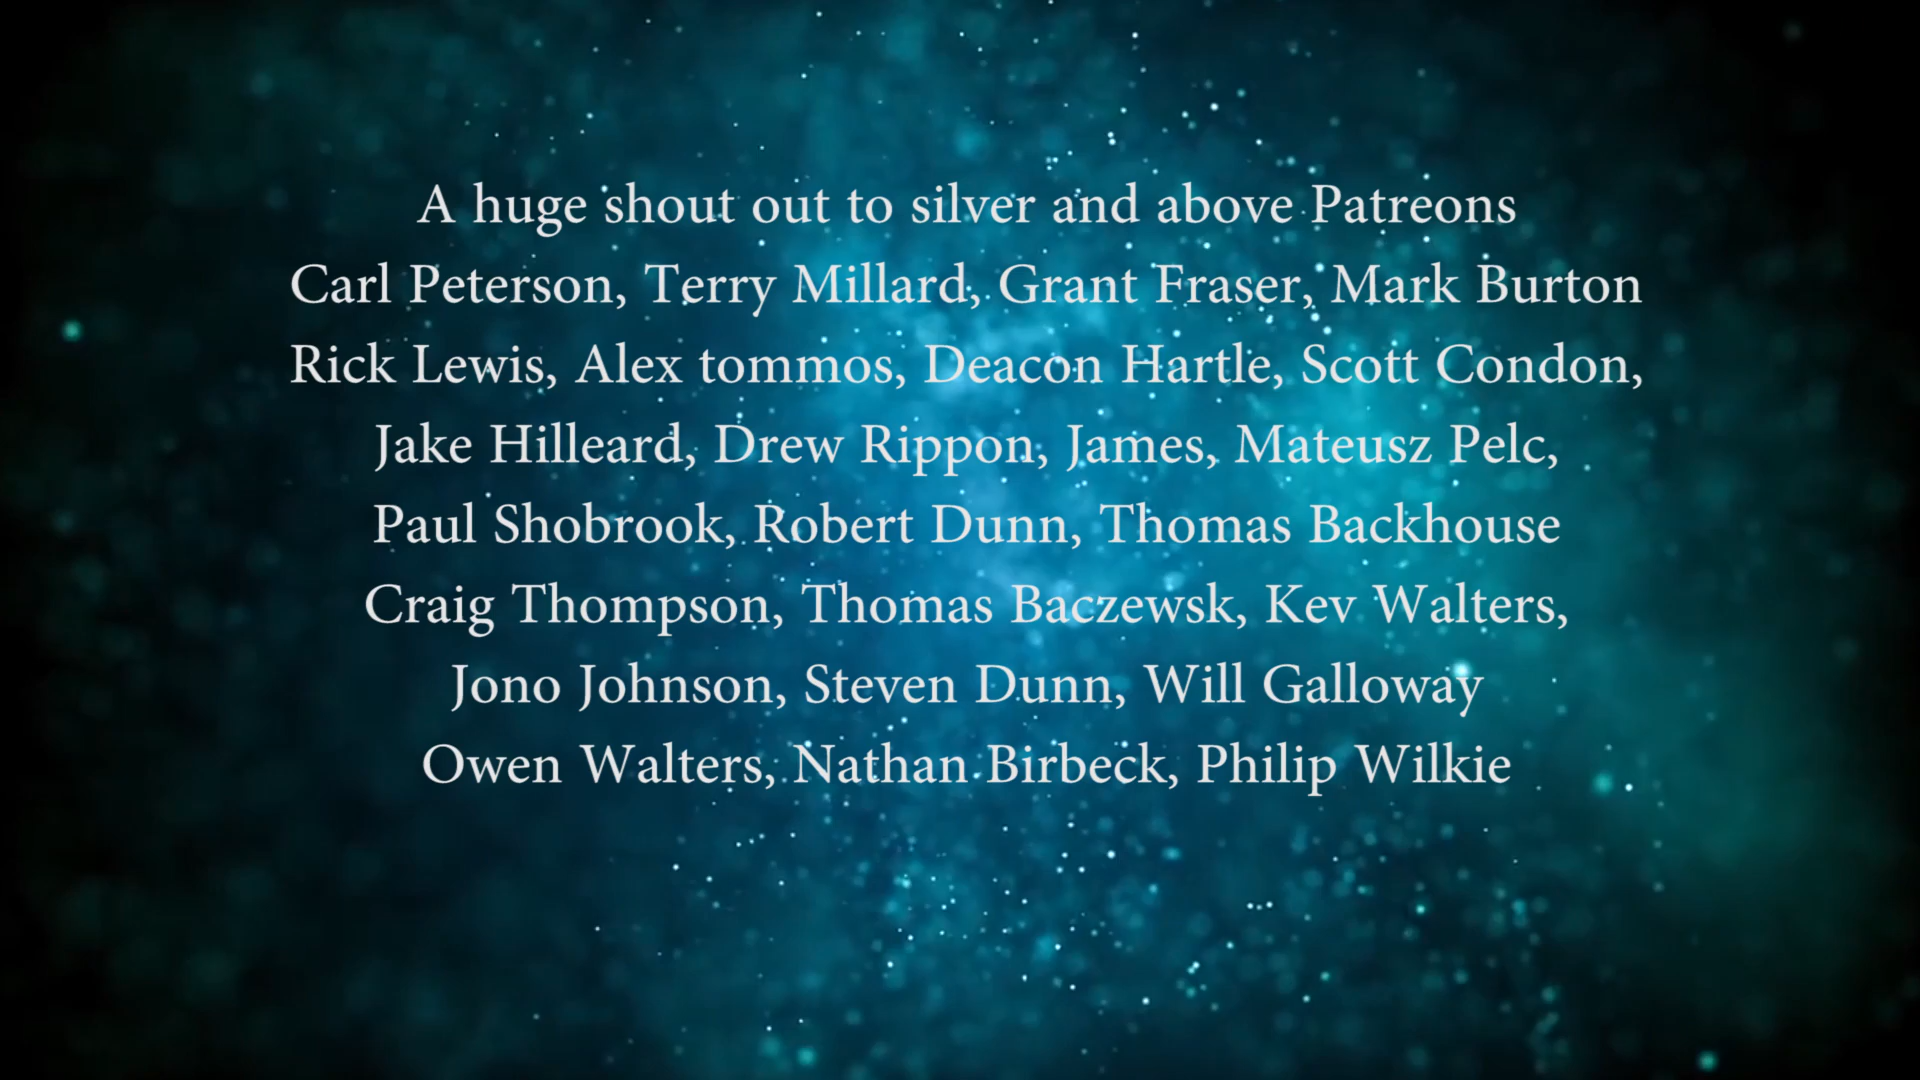 A huge shout out to silver and above Patreons
Carl Peterson, Terry Millard, Grant Fraser, Mark Burton
Rick Lewis, Alex tommos, Deacon Hartle, Scott Condon,
Jake Hilleard, Drew Rippon, James, Mateusz Pelc,
Paul Shobrook, Robert Dunn, Thomas Backhouse
Craig Thompson, Thomas Baczewsk, Kev Walters,
Jono Johnson, Steven Dunn, Will Galloway
Owen Walters, Nathan Birbeck, Philip Wilkie